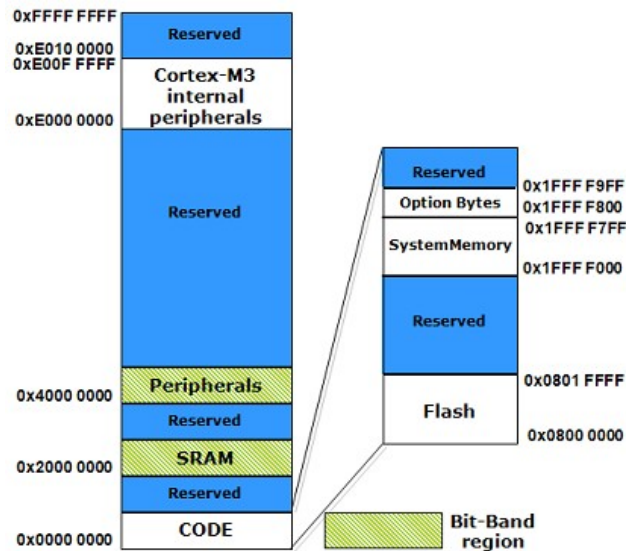 0xFFFF FFFF
Reserved
0xE010 0000
0xE00F FFFF
Cortex-M3
internal
peripherals
0xE000 0000
Reserved
Peripherals
0x4000 0000
Reserved
SRAM
0x2000 0000
Reserved
CODE
0x0000 0000
Reserved
0x1FFF F9FF
Option Bytes
0x1FFF F800
0x1FFF F7FF
SystemMemory
0x1FFF F000
Reserved
0x0801 FFFF
Flash
0x0800 0000
Bit-Band
region